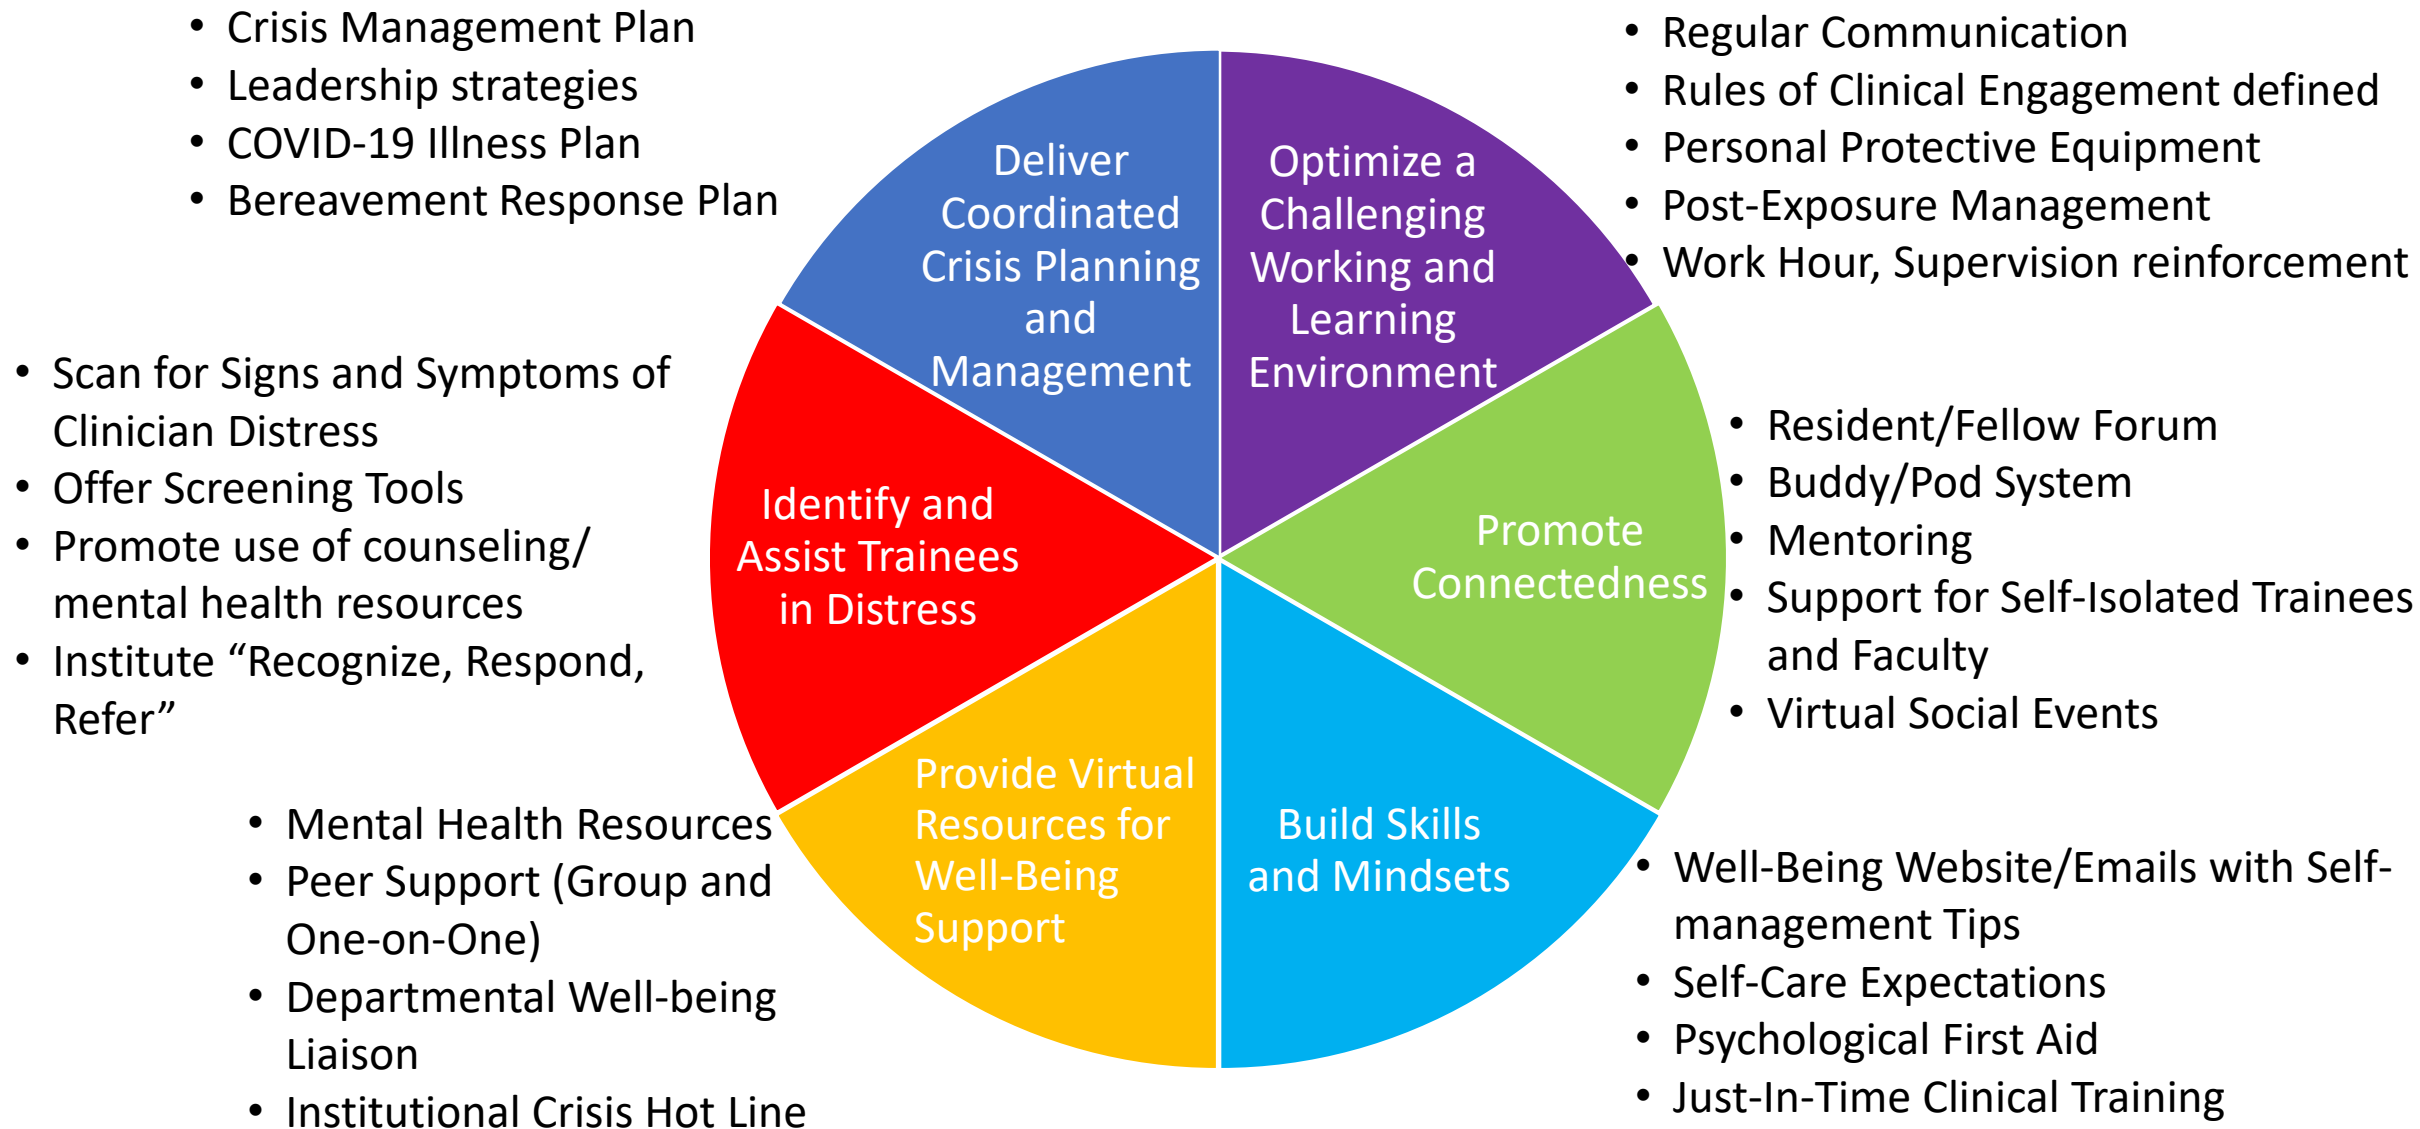 • Crisis Management Plan
• Leadership strategies
• COVID-19 Illness Plan
• Bereavement Response Plan
• Regular Communication
• Rules of Clinical Engagement defined
• Personal Protective Equipment
• Post-Exposure Management
• Work Hour, Supervision reinforcement
Deliver
Coordinated
Crisis Planning
and
Management
Optimize a
Challenging
Working and
Learning
Environment
• Scan for Signs and Symptoms of
Clinician Distress
• Offer Screening Tools
• Promote use of counseling/
mental health resources
• Institute “Recognize, Respond,
Refer”
Identify and
Assist Trainees
in Distress
Promote
Connectedness
• Resident/Fellow Forum
• Buddy/Pod System
• Mentoring
• Support for Self-Isolated Trainees
and Faculty
• Virtual Social Events
• Mental Health Resources
• Peer Support (Group and
One-on-One)
• Departmental Well-being
Liaison
• Institutional Crisis Hot Line
Provide Virtual
Resources for
Well-Being
Support
Build Skills
and Mindsets
• Well-Being Website/Emails with Self-
management Tips
• Self-Care Expectations
• Psychological First Aid
• Just-In-Time Clinical Training